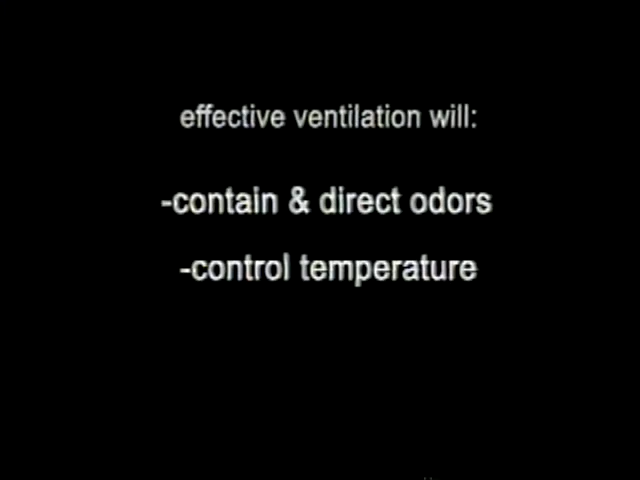 effective ventilation will:
-contain & direct odors
-control temperature